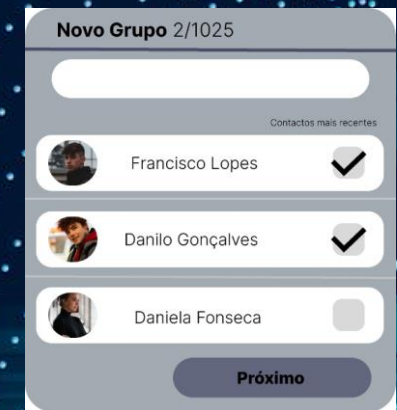 Novo Grupo 2/1025
Contactos mais recentes
Francisco Lopes
Danilo Gonçalves
Daniela Fonseca
Próximo